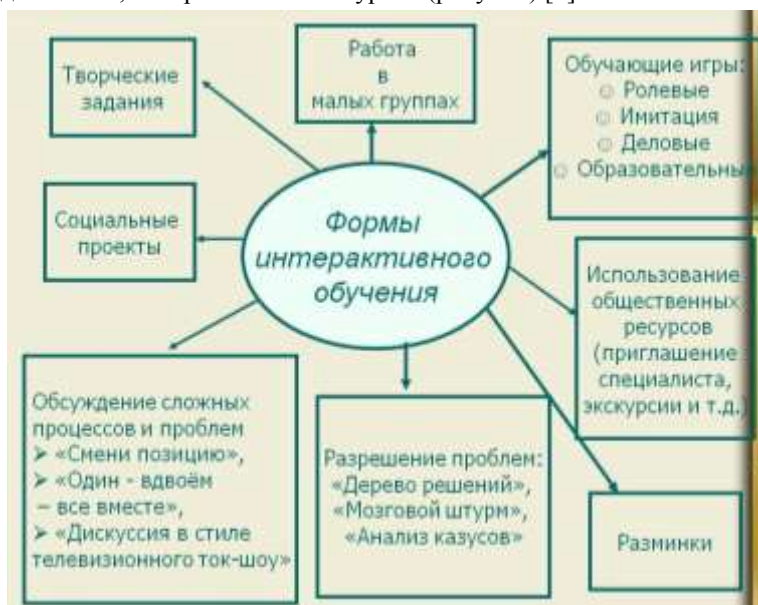 Творческие
задания
Работа
в
малых группах
Обучающие игры:
Ролевые
Имитация
Деловые
Образовательные
Социальные
проекты
Формы
интерактивного
обучения
Использование
общественных
ресурсов
(приглашение
специалиста,
экскурсии и т.д.)
Обсуждение сложных
процессов и проблем
➤ «Смени позицию»,
➤ «Один - вдвоём
– все вместе»,
➤ «Дискуссия в стиле
телевизионного ток-шоу»
Разрешение проблем:
«Дерево решений»,
«Мозговой штурм»,
«Анализ казусов»
Разминки